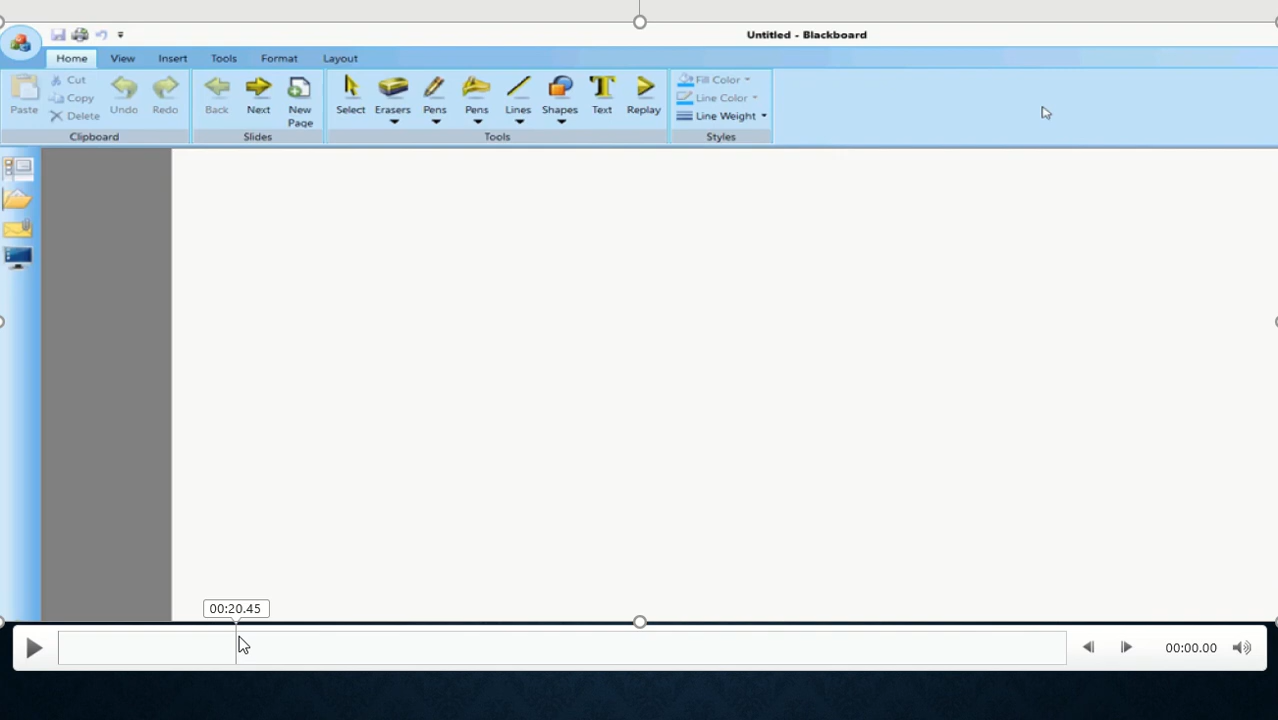 Untitled - Blackboard
Home View Insert Tools Format Layout
Paste Cut Copy Delete Undo Redo
Clipboard
Back Next New Page
Slides
Select Erasers Pens Pens Lines Shapes Text Replay
Tools
Fill Color
Line Color
Line Weight
Styles
00:20.45
00:00.00